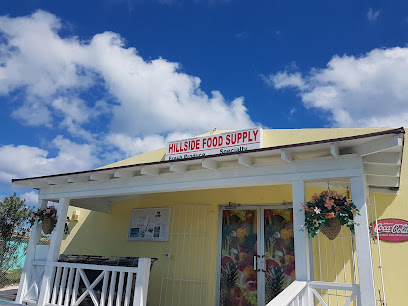 HILLSIDE FOOD SUPPLY
Fresh Produce Specialty
Coca-Cola